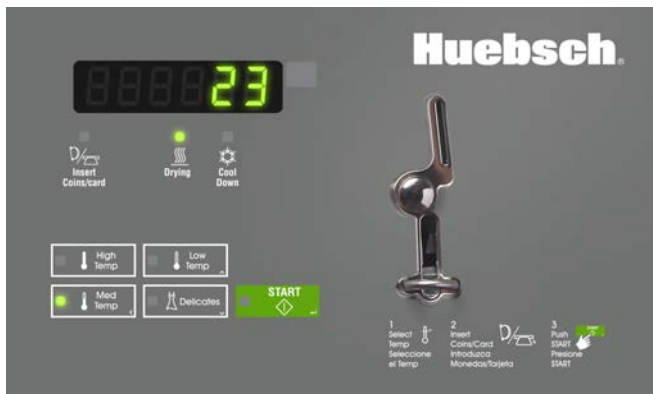 Huebsch®
23
Insert
Coins/card
Drying
Cool
Down
High
Temp
Low
Temp
Med
Temp
Delicates
START
1
Select
Temp
Seleccione
el Temp
2
Insert
Coins/Card
Introduzca
Monedas/Tarjeta
3
Push
START
Presione
START
START